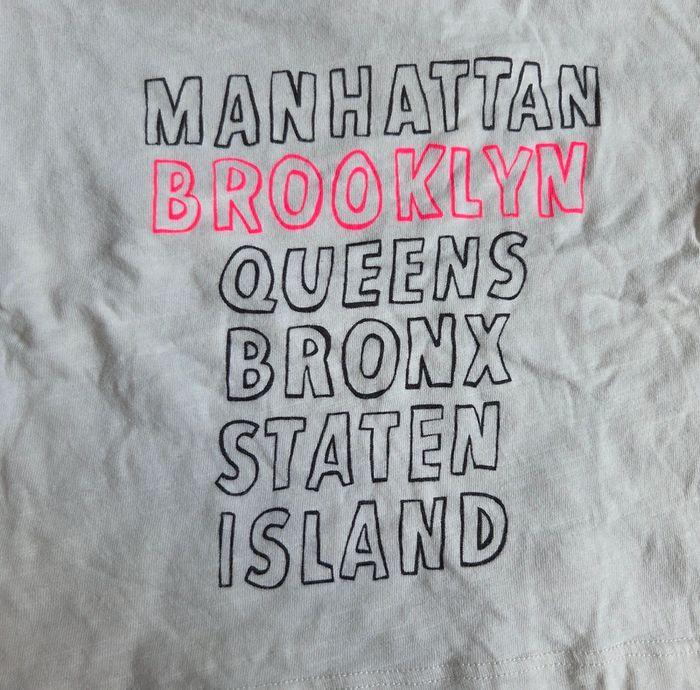 MANHATTAN
BROOKLYN
QUEENS
BRONX
STATEN
ISLAND